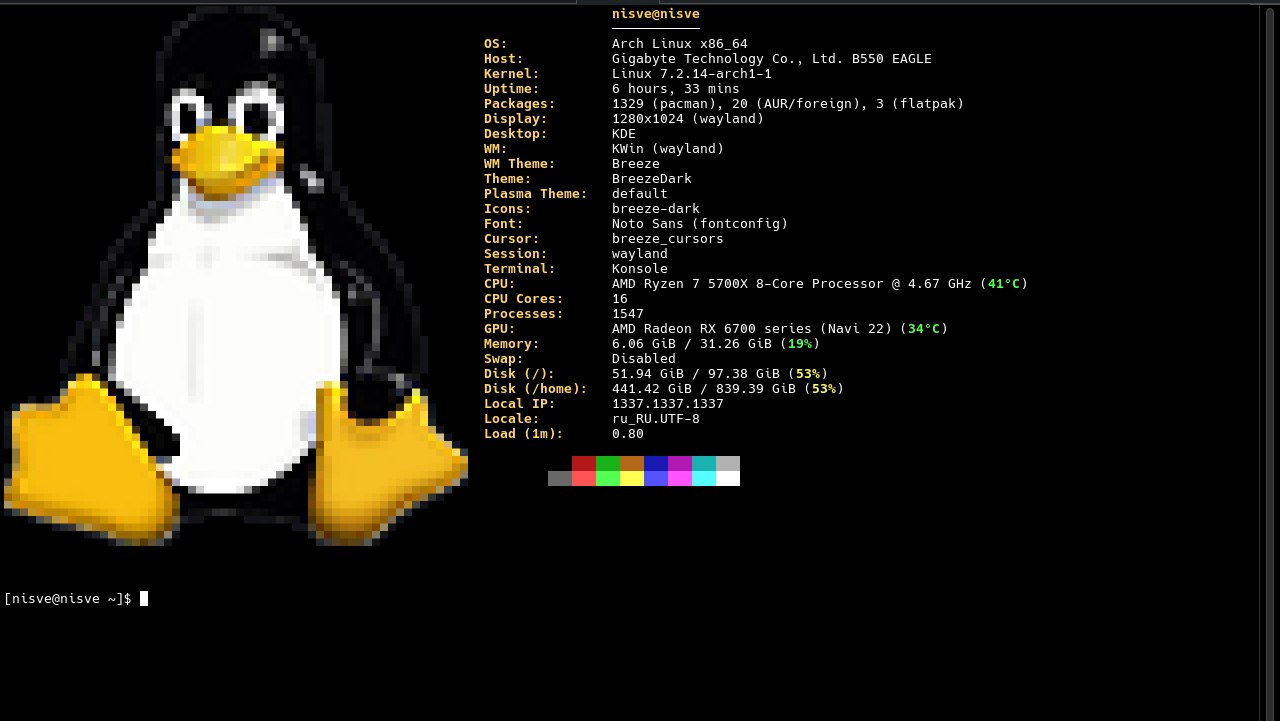 nisve@nisve
OS: Arch Linux x86_64
Host: Gigabyte Technology Co., Ltd. B550 EAGLE
Kernel: Linux 7.2.14-arch1-1
Uptime: 6 hours, 33 mins
Packages: 1329 (pacman), 20 (AUR/foreign), 3 (flatpak)
Display: 1280x1024 (wayland)
Desktop: KDE
WM: KWin (wayland)
WM Theme: Breeze
Theme: BreezeDark
Plasma Theme: default
Icons: breeze-dark
Font: Noto Sans (fontconfig)
Cursor: breeze_cursors
Session: wayland
Terminal: Konsole
CPU: AMD Ryzen 7 5700X 8-Core Processor @ 4.67 GHz (41°C)
CPU Cores: 16
Processes: 1547
GPU: AMD Radeon RX 6700 series (Navi 22) (34°C)
Memory: 6.06 GiB / 31.26 GiB (19%)
Swap: Disabled
Disk (/): 51.94 GiB / 97.38 GiB (53%)
Disk (/home): 441.42 GiB / 839.39 GiB (53%)
Local IP: 1337.1337.1337
Locale: ru_RU.UTF-8
Load (1m): 0.80
[nisve@nisve ~]$